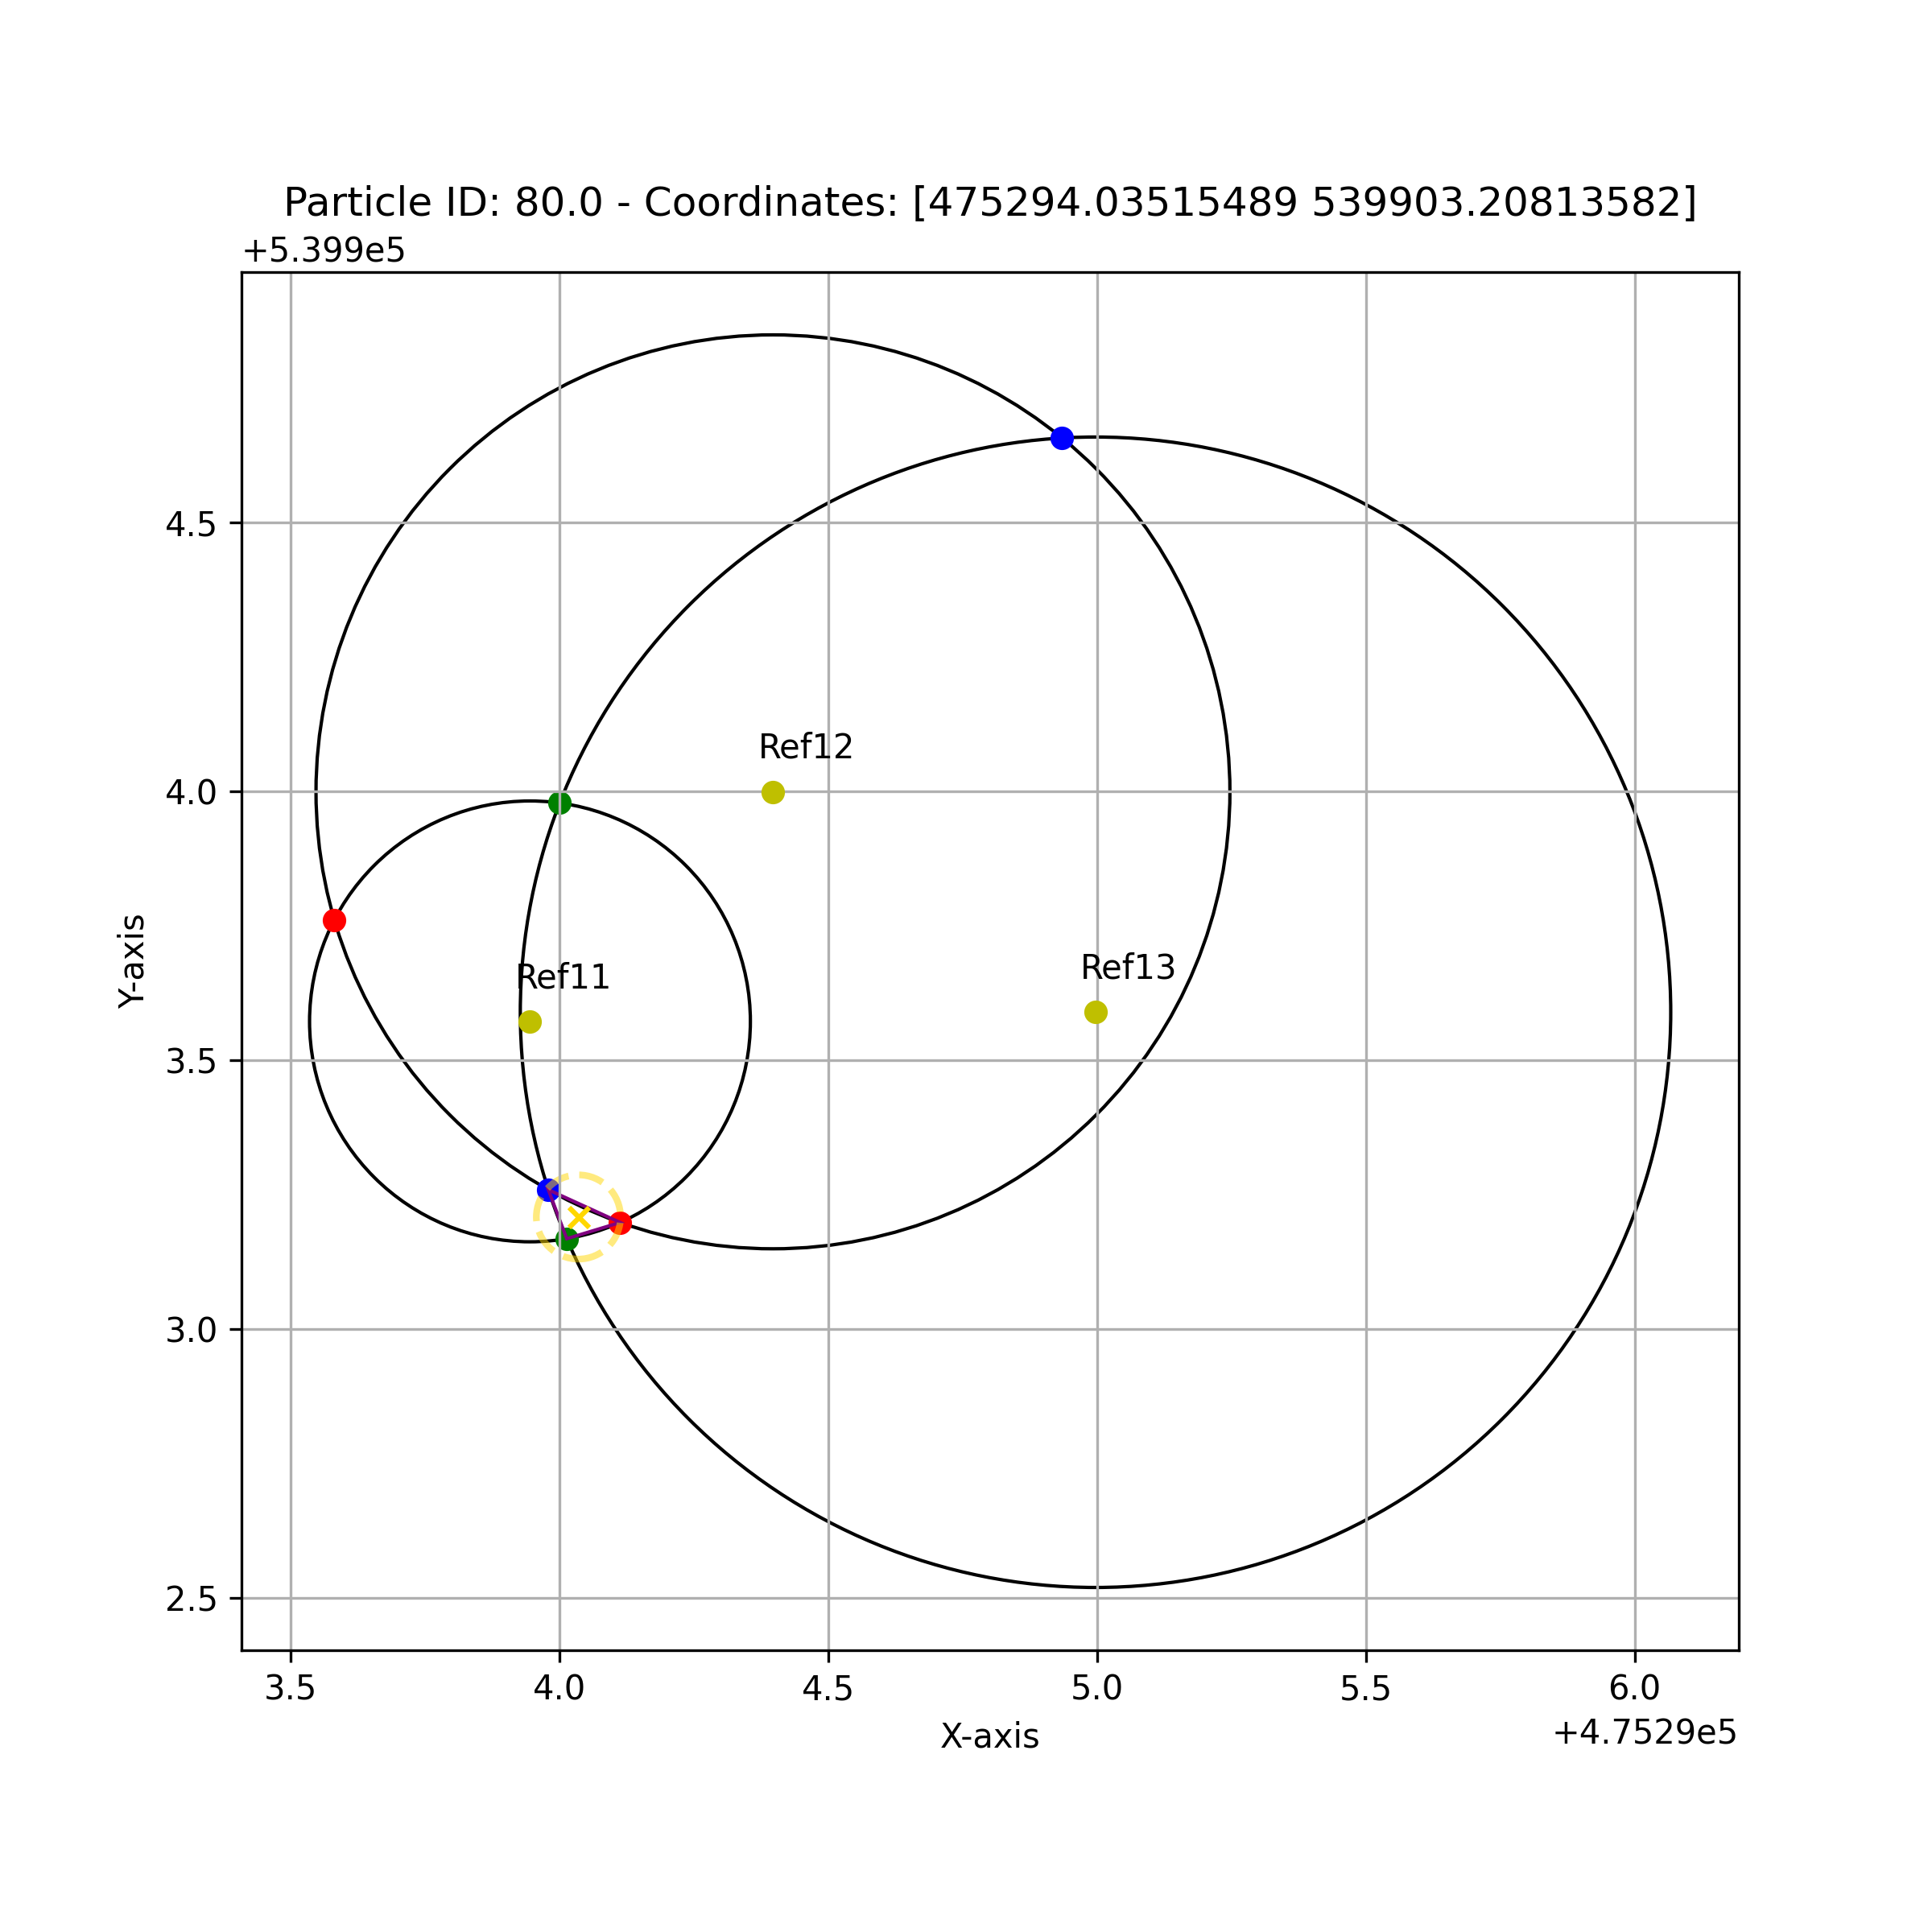 Particle ID: 80.0 - Coordinates: [475294.03515489 539903.20813582]
+5.399e5
4.5
Ref12
4.0
Y-axis
Ref11
Ref13
3.5
3.0
2.5
3.5 4.0 4.5 5.0 5.5 6.0
X-axis
+4.7529e5